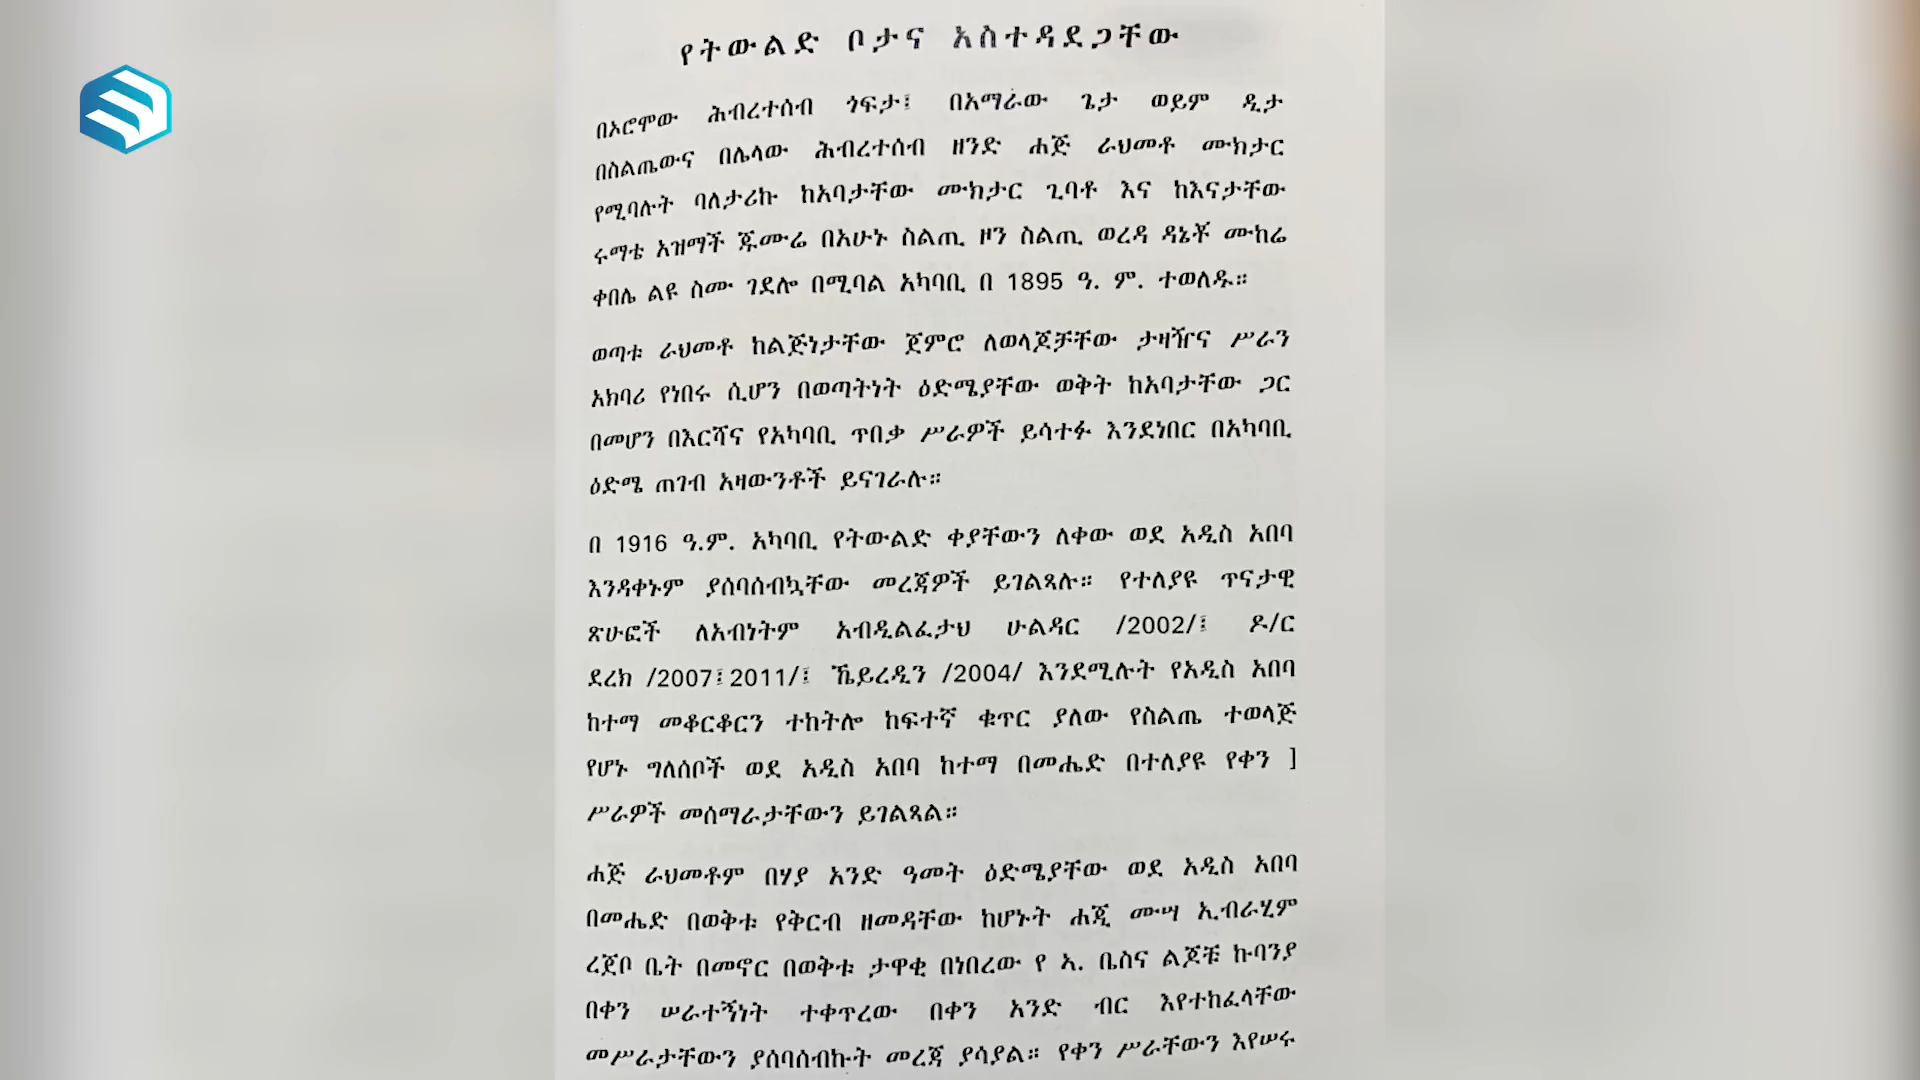 የትውልድ ቦታና አስተዳደጋቸው
በኦሮሞው ሕብረተሰብ ጎፍታ፤ በአማራው ጌታ ወይም ዲታ
በስልጤውና በሌላው ሕብረተሰብ ዘንድ ሐጅ ራህመቶ ሙክታር
የሚባሉት ባለታሪኩ ከአባታቸው ሙክታር ጊባቶ እና ከእናታቸው
ሩማቴ አዝማች ጁሙሬ በአሁኑ ስልጢ ዞን ስልጢ ወረዳ ዳኔቾ ሙከሬ
ቀበሌ ልዩ ስሙ ገደሎ በሚባል አካባቢ በ 1895 ዓ. ም. ተወለዱ።
ወጣቱ ራህመቶ ከልጅነታቸው ጀምሮ ለወላጆቻቸው ታዛዥና ሥራን
አክባሪ የነበሩ ሲሆን በወጣትነት ዕድሜያቸው ወቅት ከአባታቸው ጋር
በመሆን በእርሻና የአካባቢ ጥበቃ ሥራዎች ይሳተፉ እንደነበር በአካባቢ
ዕድሜ ጠገብ አዛውንቶች ይናገራሉ።
በ 1916 ዓ.ም. አካባቢ የትውልድ ቀያቸውን ለቀው ወደ አዲስ አበባ
እንዳቀኑም ያሰባሰብኳቸው መረጃዎች ይገልጻሉ። የተለያዩ ጥናታዊ
ጽሁፎች ለአብነትም አብዲልፈታህ ሁልዳር /2002/፤ ዶ/ር
ደረክ /2007፤2011/፤ ኼይረዲን /2004/ እንደሚሉት የአዲስ አበባ
ከተማ መቆርቆርን ተከትሎ ከፍተኛ ቁጥር ያለው የስልጤ ተወላጅ
የሆኑ ግለሰቦች ወደ አዲስ አበባ ከተማ በመሔድ በተለያዩ የቀን ]
ሥራዎች መሰማራታቸውን ይገልጻል።
ሐጅ ራህመቶም በሃያ አንድ ዓመት ዕድሜያቸው ወደ አዲስ አበባ
በመሔድ በወቅቱ የቅርብ ዘመዳቸው ከሆኑት ሐጂ ሙሣ ኢብራሂም
ረጀቦ ቤት በመኖር በወቅቱ ታዋቂ በነበረው የ ኤ. ቤስና ልጆቹ ኩባንያ
በቀን ሠራተኝነት ተቀጥረው በቀን አንድ ብር እየተከፈላቸው
መሥራታቸውን ያሰባሰብኩት መረጃ ያሳያል። የቀን ሥራቸውን እየሠሩ